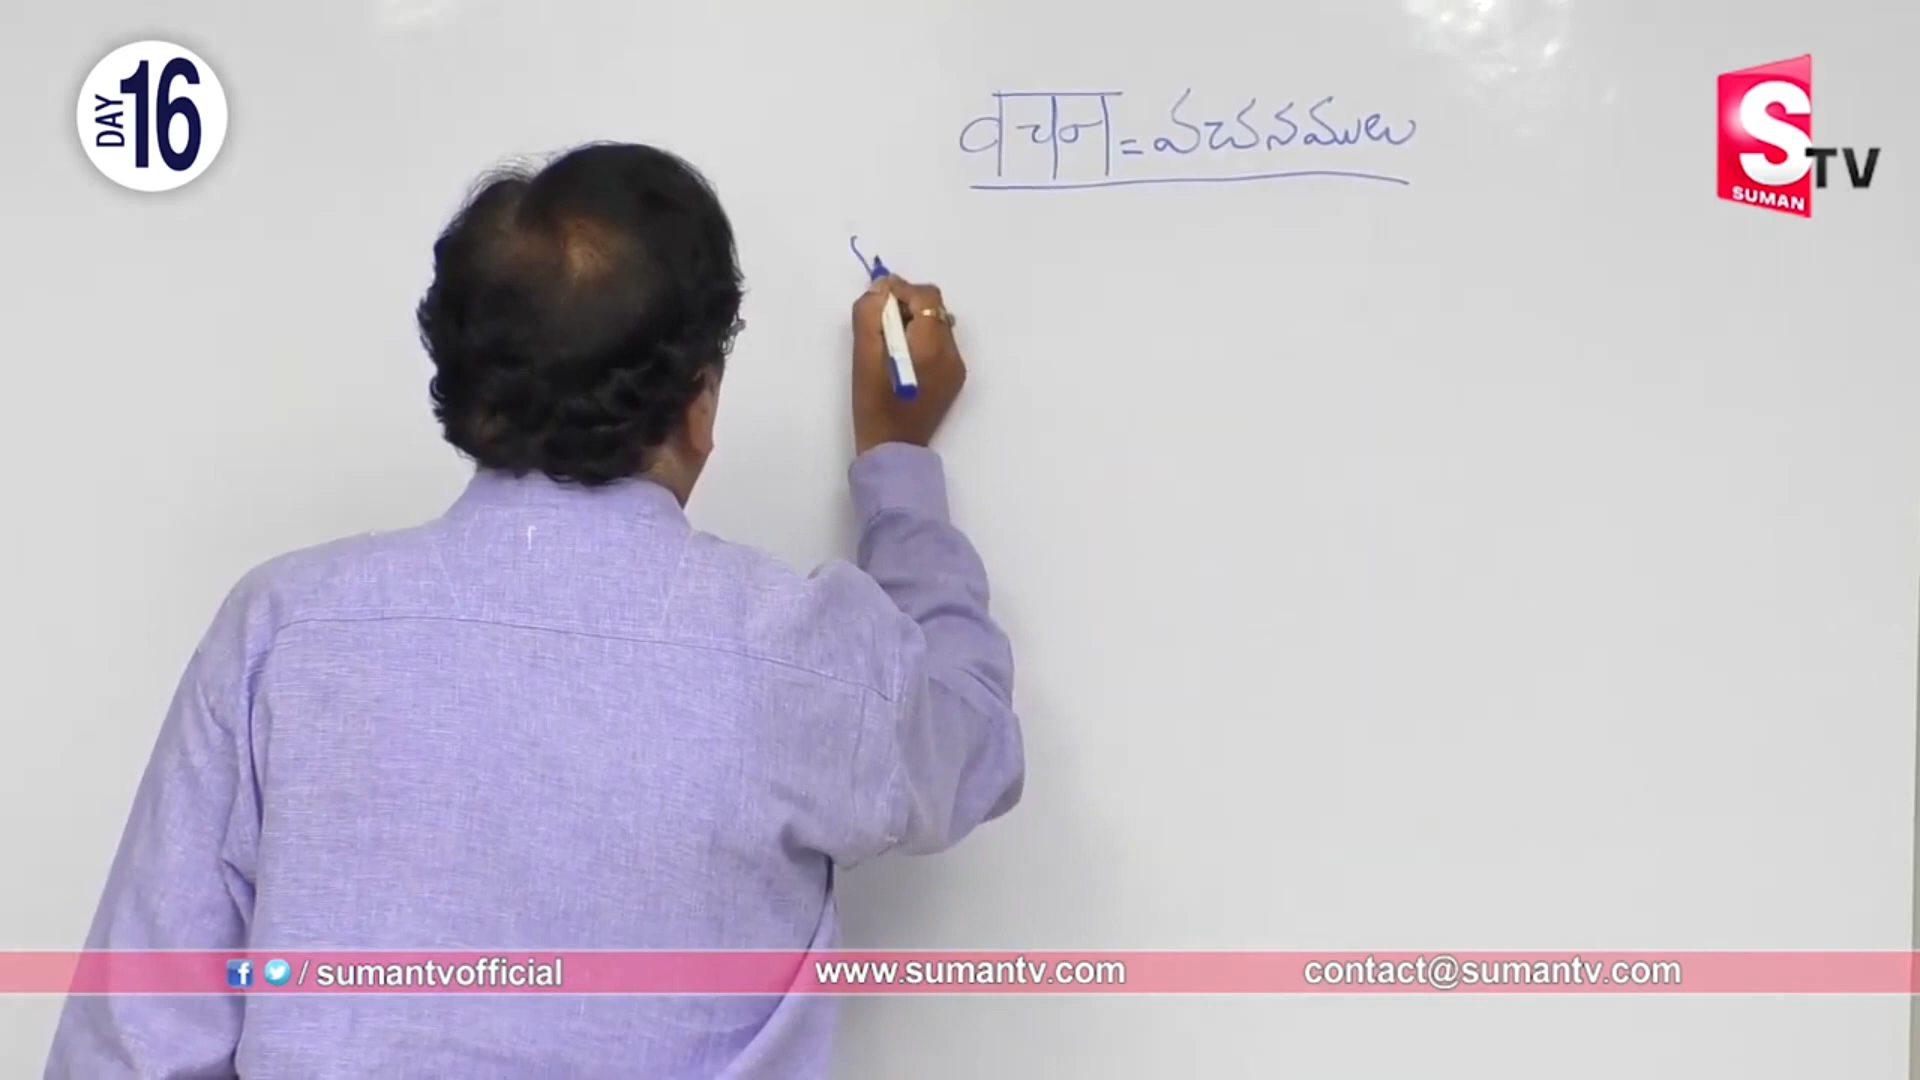 DAY 16
वचन = వచనములు
S TV
SUMAN
/ sumantvofficial
www.sumantv.com
contact@sumantv.com